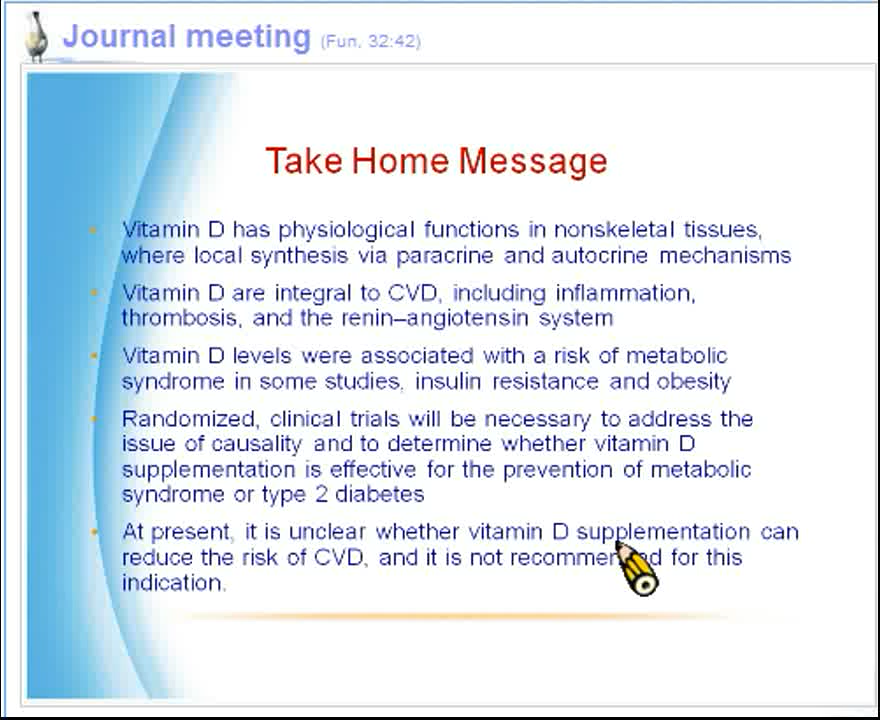 Journal meeting (Fun. 32:42)
Take Home Message
• Vitamin D has physiological functions in nonskeletal tissues,
where local synthesis via paracrine and autocrine mechanisms
• Vitamin D are integral to CVD, including inflammation,
thrombosis, and the renin–angiotensin system
• Vitamin D levels were associated with a risk of metabolic
syndrome in some studies, insulin resistance and obesity
• Randomized, clinical trials will be necessary to address the
issue of causality and to determine whether vitamin D
supplementation is effective for the prevention of metabolic
syndrome or type 2 diabetes
• At present, it is unclear whether vitamin D supplementation can
reduce the risk of CVD, and it is not recommended for this
indication.